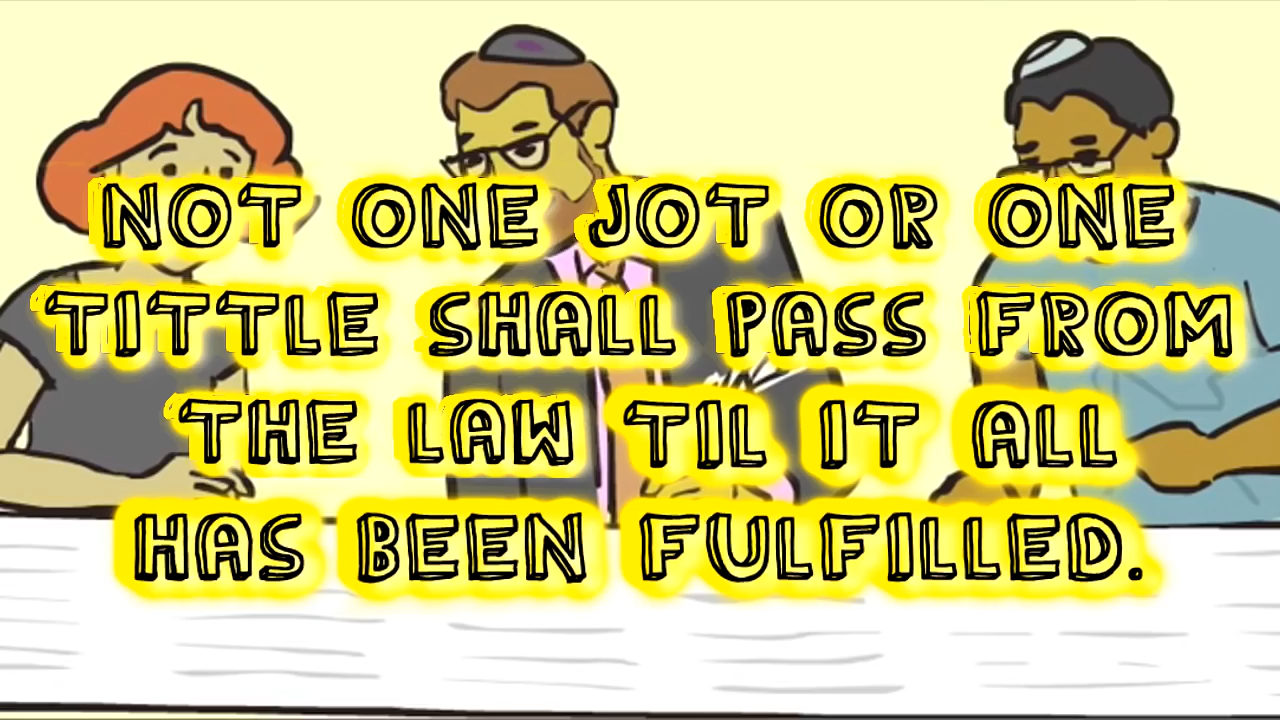 NOT ONE JOT OR ONE
TITTLE SHALL PASS FROM
THE LAW TIL IT ALL
HAS BEEN FULFILLED.